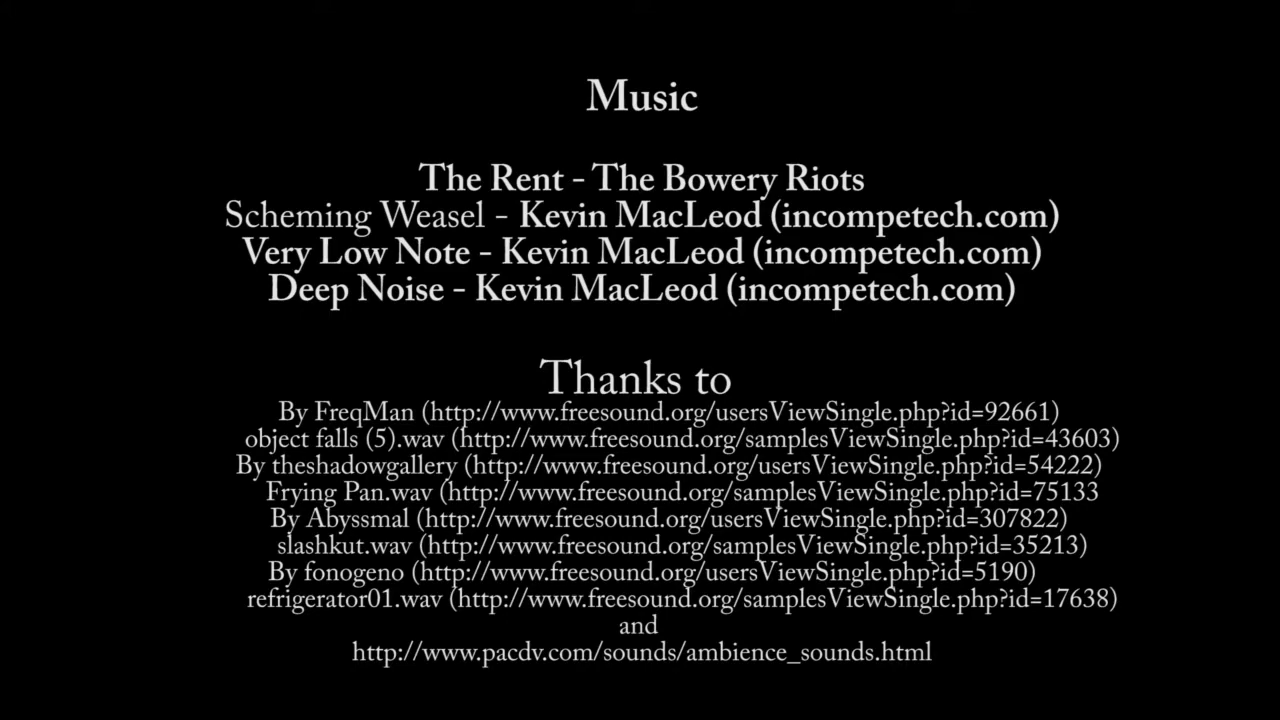 Music
The Rent - The Bowery Riots
Scheming Weasel - Kevin MacLeod (incompetech.com)
Very Low Note - Kevin MacLeod (incompetech.com)
Deep Noise - Kevin MacLeod (incompetech.com)
Thanks to
By FreqMan (http://www.freesound.org/usersViewSingle.php?id=92661)
object falls (5).wav (http://www.freesound.org/samplesViewSingle.php?id=43603)
By theshadowgallery (http://www.freesound.org/usersViewSingle.php?id=54222)
Frying Pan.wav (http://www.freesound.org/samplesViewSingle.php?id=75133
By Abyssmal (http://www.freesound.org/usersViewSingle.php?id=307822)
slashkut.wav (http://www.freesound.org/samplesViewSingle.php?id=35213)
By fonogeno (http://www.freesound.org/usersViewSingle.php?id=5190)
refrigerator01.wav (http://www.freesound.org/samplesViewSingle.php?id=17638)
and
http://www.pacdv.com/sounds/ambience_sounds.html